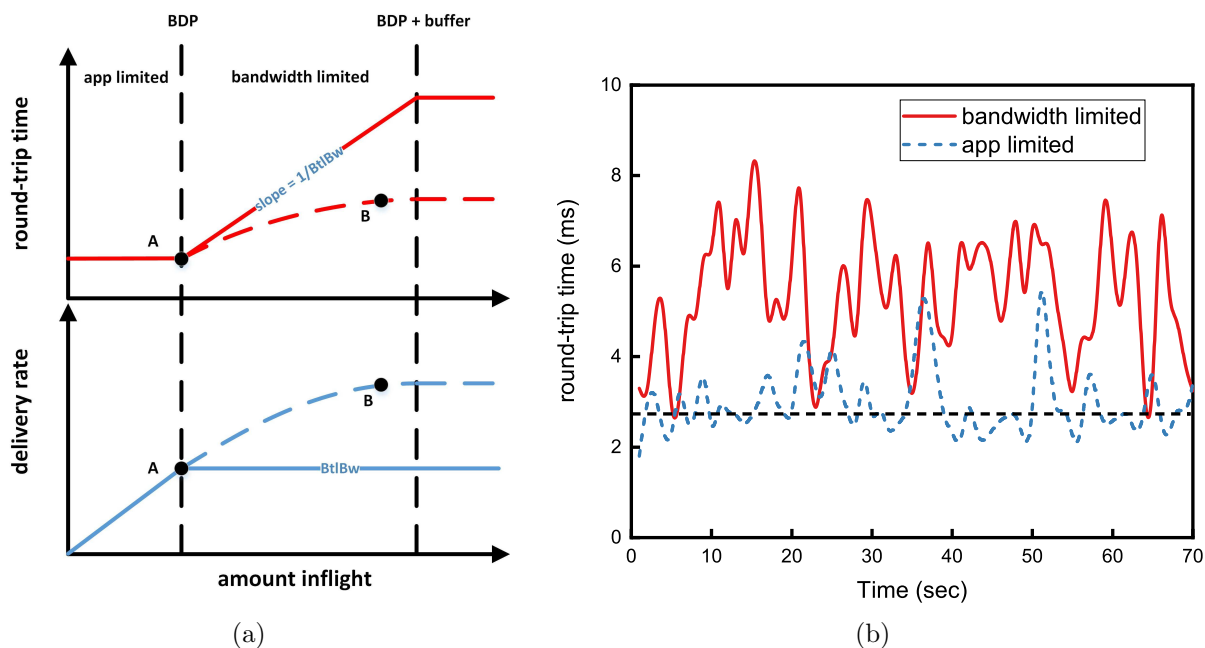 BDP
BDP + buffer
app limited
bandwidth limited
round-trip time
slope = 1/BtlBw
A
B
delivery rate
A
B
BtlBw
amount inflight
(a)
10
8
6
4
2
0
round-trip time (ms)
bandwidth limited
app limited
0 10 20 30 40 50 60 70
Time (sec)
(b)